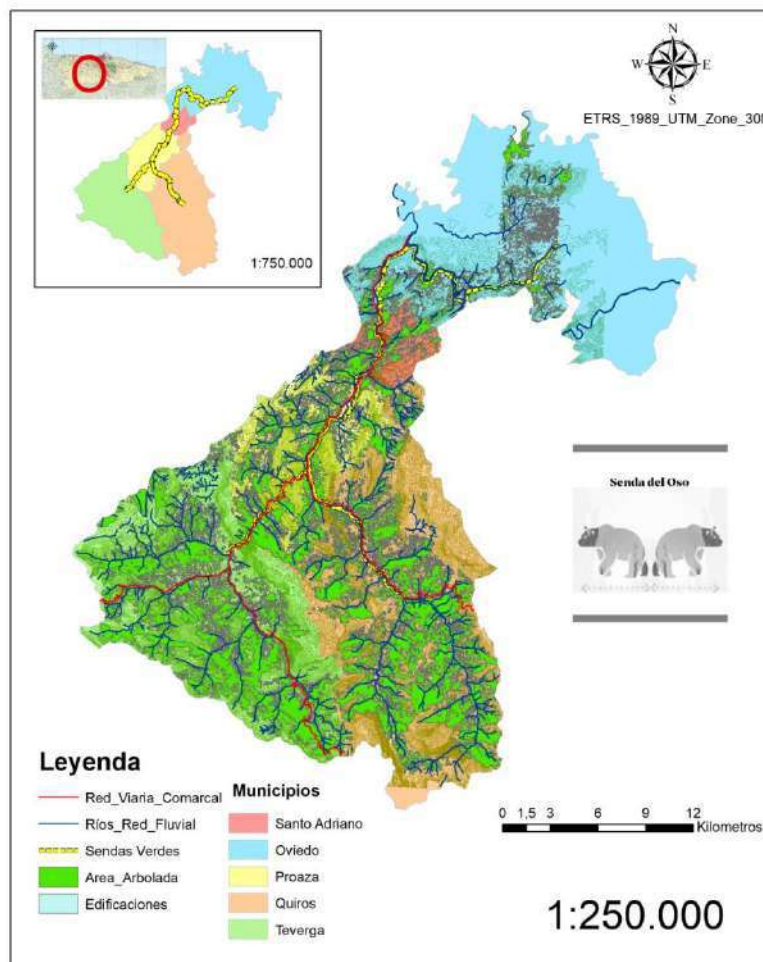 N
W E
S
ETRS_1989_UTM_Zone_30
1:750.000
Senda del Oso
Leyenda
Red_Viaria_Comarcal
Ríos_Red_Fluvial
Sendas Verdes
Area_Arbolada
Edificaciones
Municipios
Santo Adriano
Oviedo
Proaza
Quiros
Teverga
0 1,5 3 6 9 12
Kilometros
1:250.000